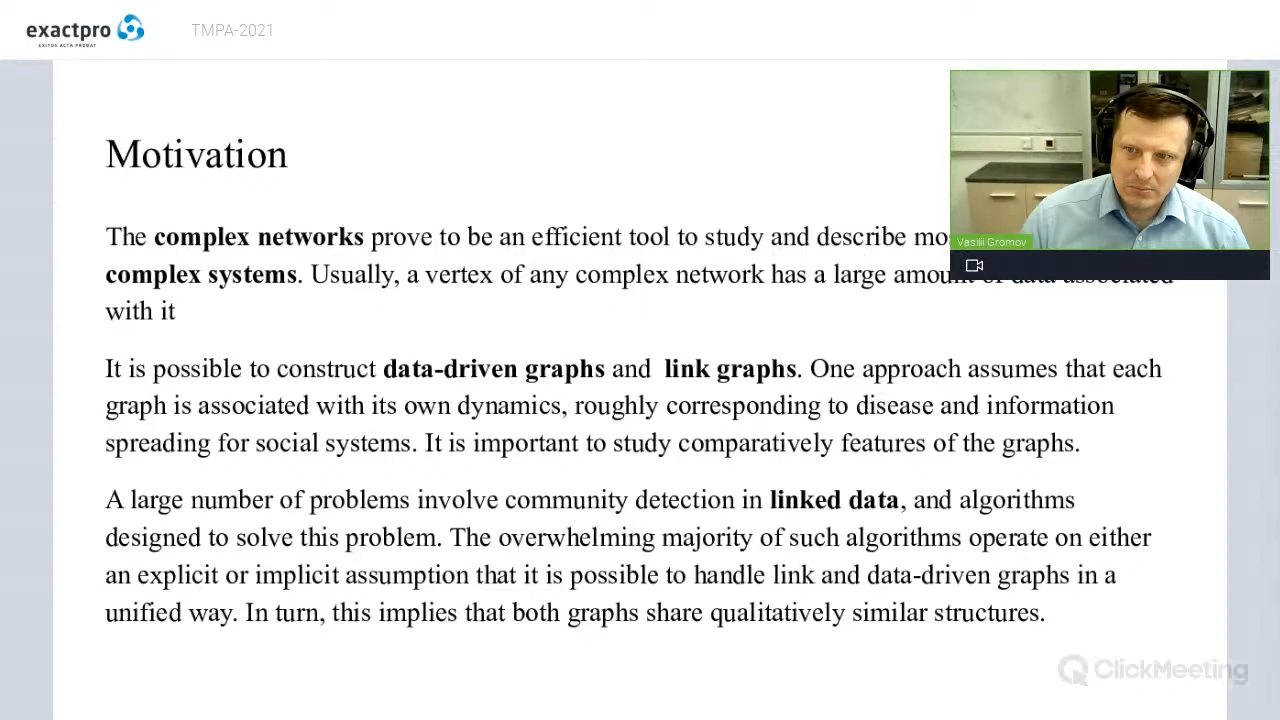 exactpro
EXITUS ACTA PROBAT
TMPA-2021
Motivation
Vasilii Gromov
The complex networks prove to be an efficient tool to study and describe
complex systems. Usually, a vertex of any complex network has a large of data associated
with it
It is possible to construct data-driven graphs and link graphs. One approach assumes that each
graph is associated with its own dynamics, roughly corresponding to disease and information
spreading for social systems. It is important to study comparatively features of the graphs.
A large number of problems involve community detection in linked data, and algorithms
designed to solve this problem. The overwhelming majority of such algorithms operate on either
an explicit or implicit assumption that it is possible to handle link and data-driven graphs in a
unified way. In turn, this implies that both graphs share qualitatively similar structures.
ClickMeeting